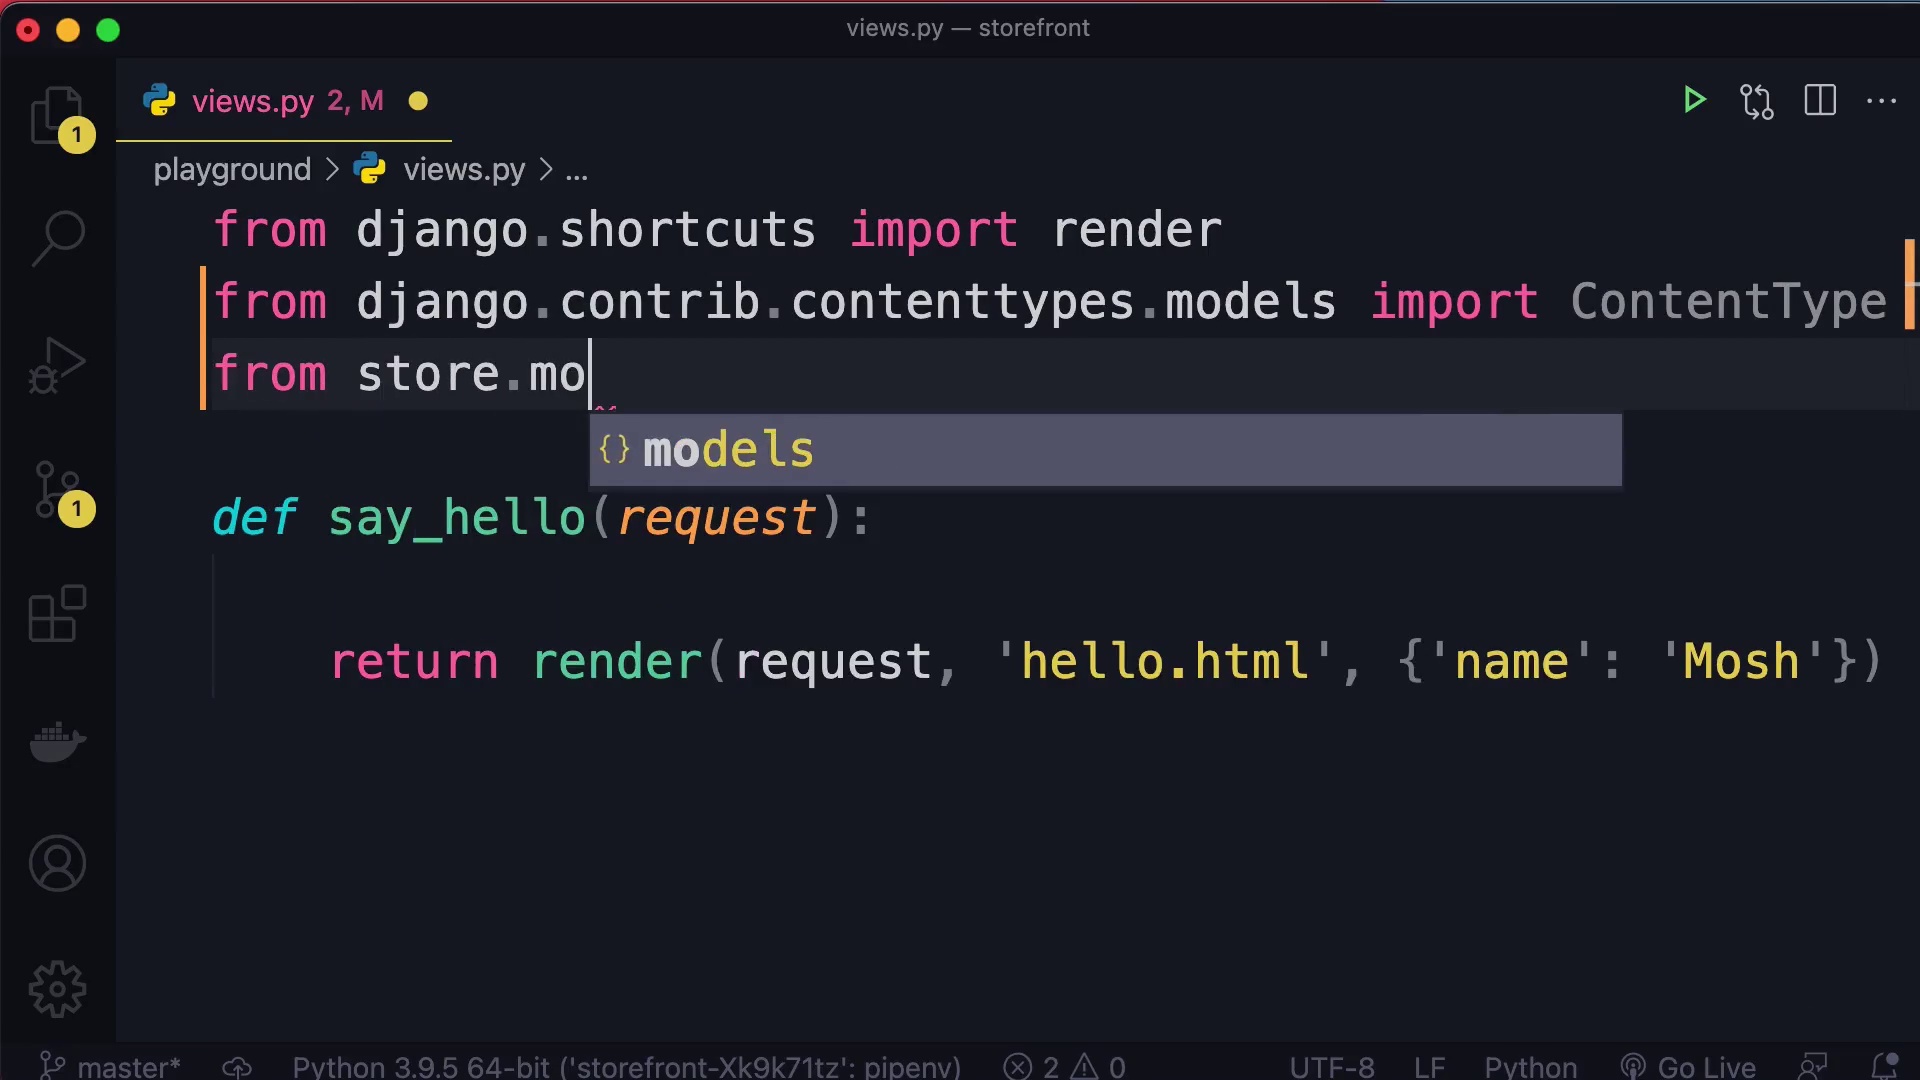 views.py — storefront
views.py 2, M
1
playground > views.py > ...
from django.shortcuts import render
from django.contrib.contenttypes.models import ContentType
from store.mo
{} models
1
def say_hello(request):
return render(request, 'hello.html', {'name': 'Mosh'})
master* Python 3.9.5 64-bit ('storefront-Xk9k71tz': pipenv) 2 0 UTF-8 LF Python Go Live